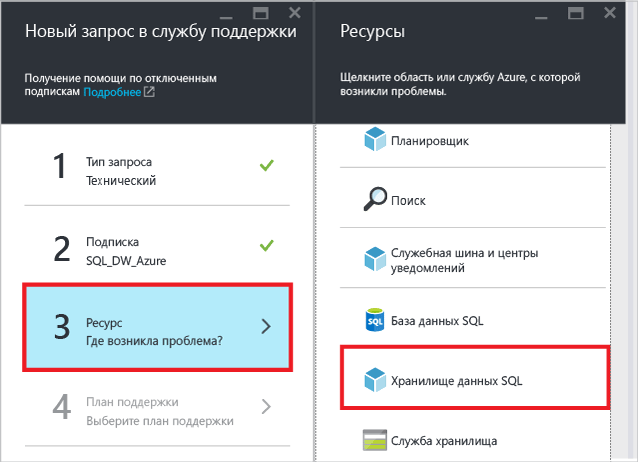 Новый запрос в службу поддержки
Получение помощи по отключенным
подпискам Подробнее
1
Тип запроса
Технический
2
Подписка
SQL_DW_Azure
3
Ресурс
Где возникла проблема?
4
План поддержки
Выберите план поддержки
Ресурсы
Щелкните область или службу Azure, с которой
возникли проблемы.
Планировщик
Поиск
Служебная шина и центры
уведомлений
SQL
База данных SQL
Хранилище данных SQL
Служба хранилища